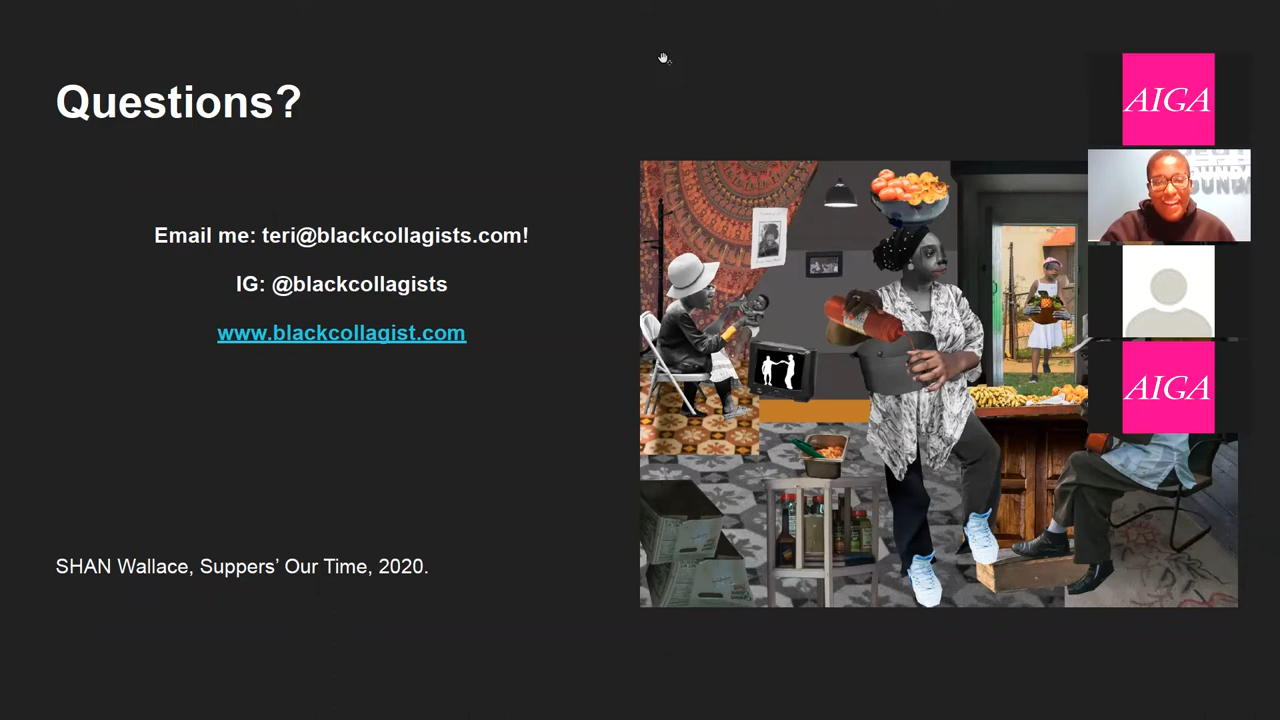 Questions?
Email me: teri@blackcollagists.com!
IG: @blackcollagists
www.blackcollagist.com
SHAN Wallace, Suppers’ Our Time, 2020.
AIGA
AIGA